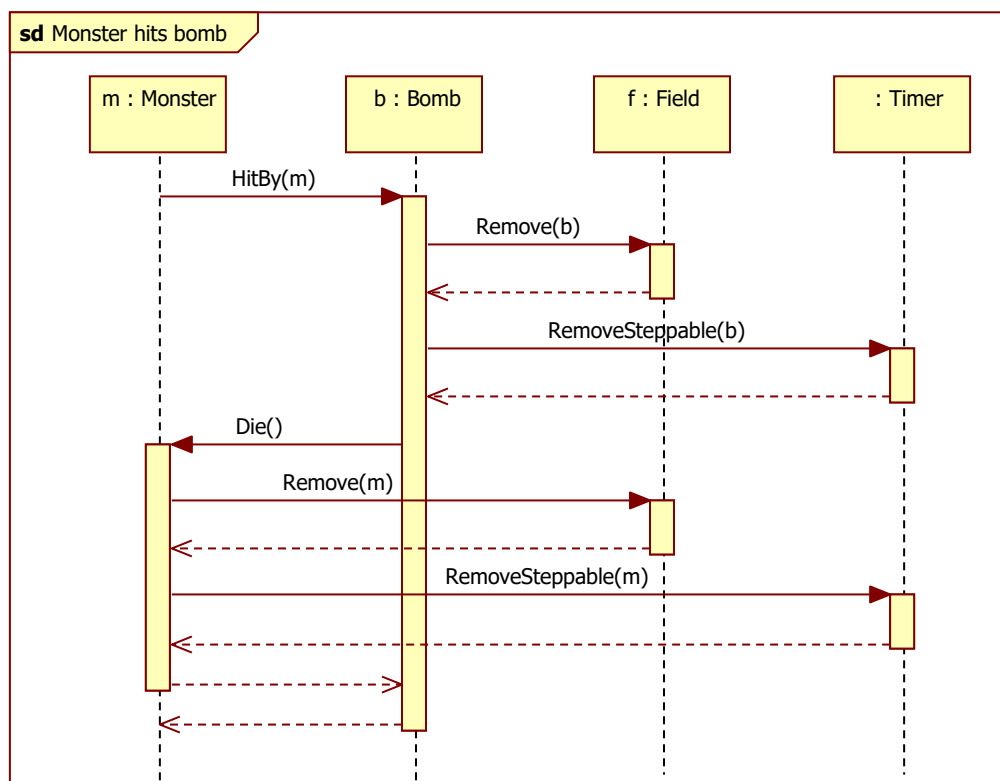 sd Monster hits bomb
m : Monster
b : Bomb
f : Field
: Timer
HitBy(m)
Remove(b)
RemoveSteppable(b)
Die()
Remove(m)
RemoveSteppable(m)